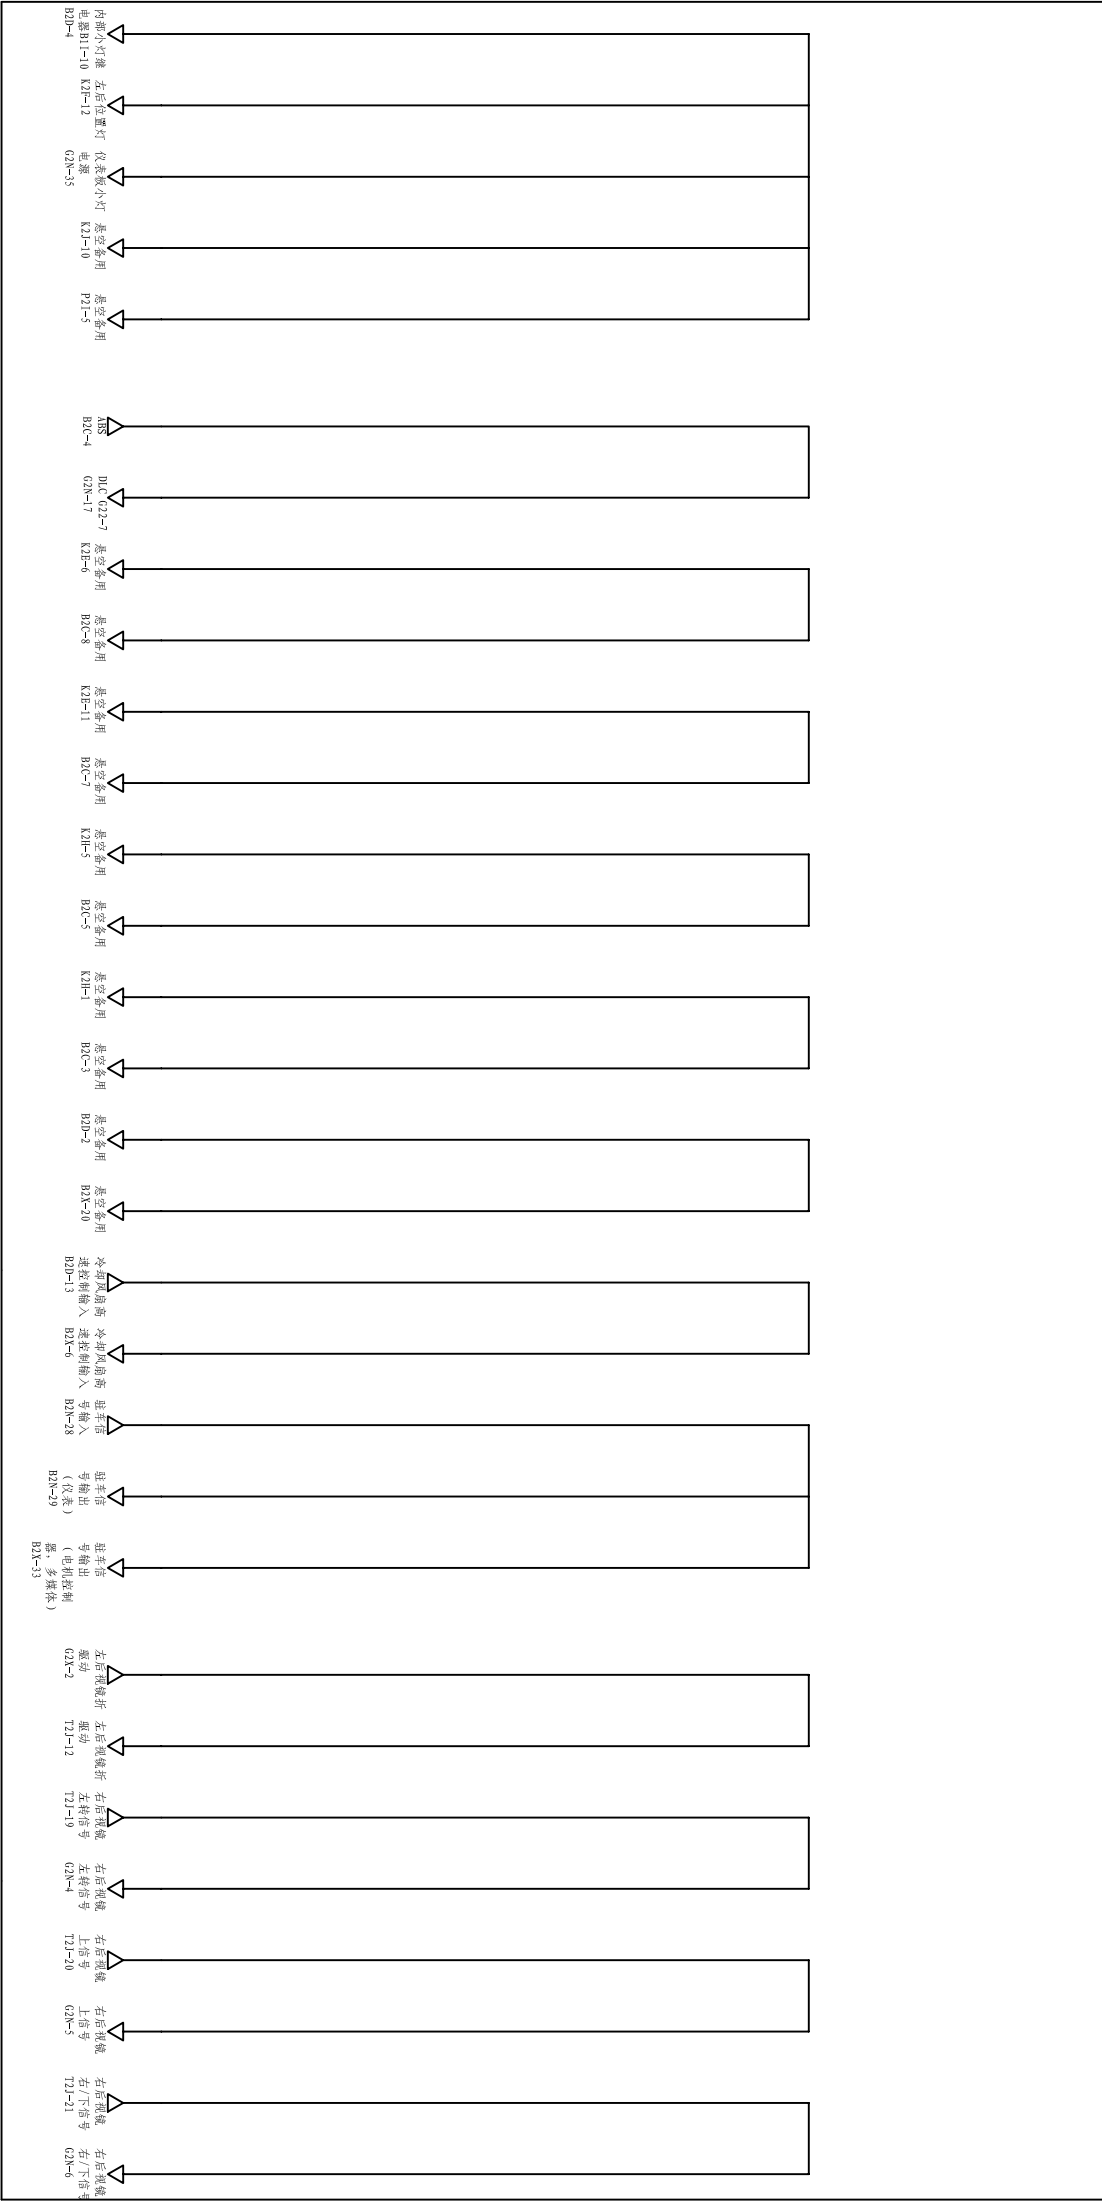 内部小灯继
电器B1I-10
B2D-4
左后位置灯
K2F-12
仪表板小灯
电源
G2N-35
悬空备用
K2J-10
悬空备用
P2I-5
ABS
B2C-4
DLC G22-7
G2N-17
悬空备用
K2E-6
悬空备用
B2C-8
悬空备用
K2E-11
悬空备用
B2C-7
悬空备用
K2H-5
悬空备用
B2C-5
悬空备用
K2H-1
悬空备用
B2C-3
悬空备用
B2D-2
悬空备用
B2X-20
冷却风扇高
速控制输入
B2D-13
冷却风扇高
速控制输入
B2X-6
驻车信
号输入
B2N-28
驻车信
号输出
(仪表)
B2N-29
驻车信
号输出
(电机控制
器，多媒体)
B2X-33
左后视镜折
驱动
G2X-2
左后视镜折
驱动
T2J-12
右后视镜
左转信号
T2J-19
右后视镜
左转信号
G2N-4
右后视镜
上信号
T2J-20
右后视镜
上信号
G2N-5
右后视镜
右/下信号
T2J-21
右后视镜
右/下信号
G2N-6